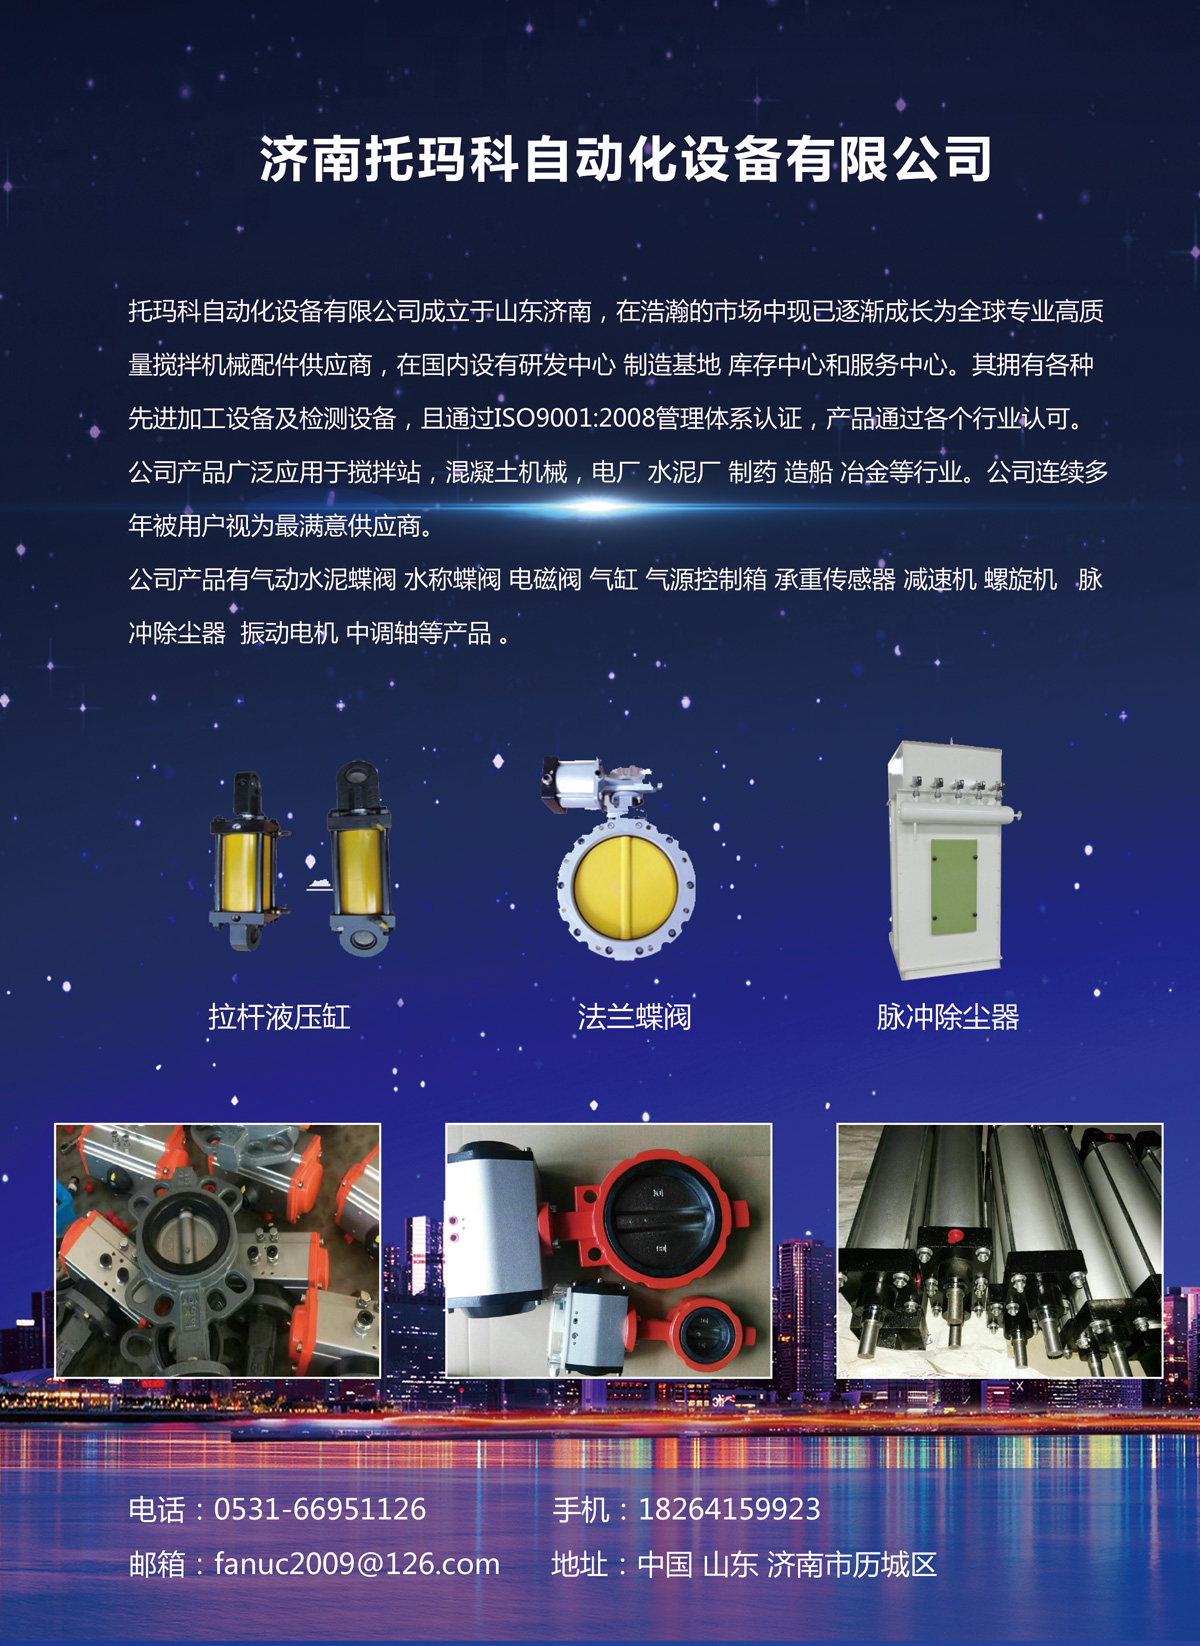 济南托玛科自动化设备有限公司
托玛科自动化设备有限公司成立于山东济南，在浩瀚的市场中现已逐渐成长为全球专业高质
量搅拌机械配件供应商，在国内设有研发中心 制造基地 库存中心和服务中心。其拥有各种
先进加工设备及检测设备，且通过ISO9001:2008管理体系认证，产品通过各个行业认可。
公司产品广泛应用于搅拌站，混凝土机械，电厂 水泥厂 制药 造船 冶金等行业。公司连续多
年被用户视为最满意供应商。
公司产品有气动水泥蝶阀 水称蝶阀 电磁阀 气缸 气源控制箱 承重传感器 减速机 螺旋机 脉
冲除尘器 振动电机 中调轴等产品 。
拉杆液压缸
法兰蝶阀
脉冲除尘器
电话：0531-66951126
手机：18264159923
邮箱：fanuc2009@126.com
地址：中国 山东 济南市历城区